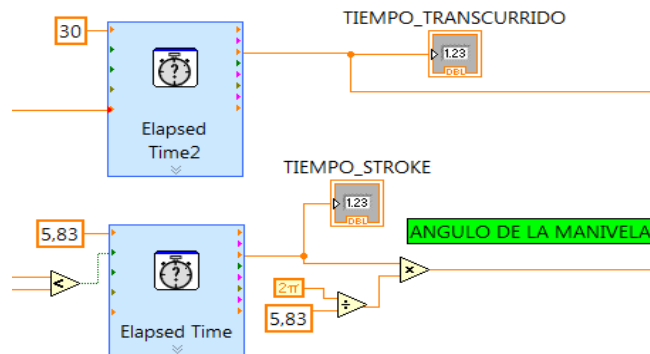 TIEMPO_TRANSCURRIDO
30
?
1.23
DBL
Elapsed
Time2
TIEMPO_STROKE
1.23
DBL
5,83
ANGULO DE LA MANIVELA
<
?
×
2π
÷
5,83
Elapsed Time